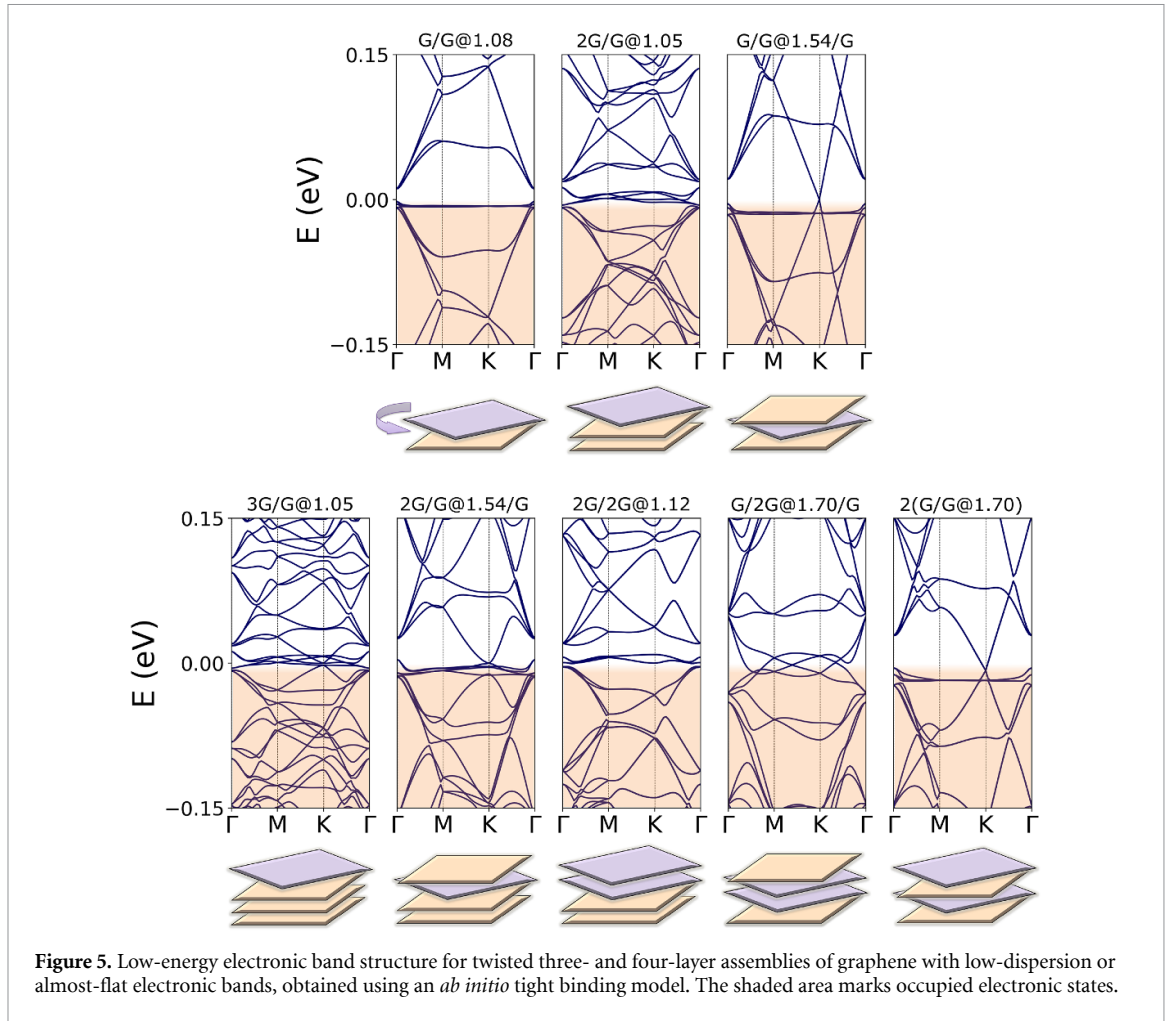 G/G@1.08 2G/G@1.05 G/G@1.54/G
0.15
E (eV)
0.00
−0.15
Γ M K Γ Γ M K Γ Γ M K Γ
3G/G@1.05 2G/G@1.54/G 2G/2G@1.12 G/2G@1.70/G 2(G/G@1.70)
0.15
E (eV)
0.00
−0.15
Γ M K Γ Γ M K Γ Γ M K Γ Γ M K Γ Γ M K Γ
Figure 5. Low-energy electronic band structure for twisted three- and four-layer assemblies of graphene with low-dispersion or
almost-flat electronic bands, obtained using an ab initio tight binding model. The shaded area marks occupied electronic states.